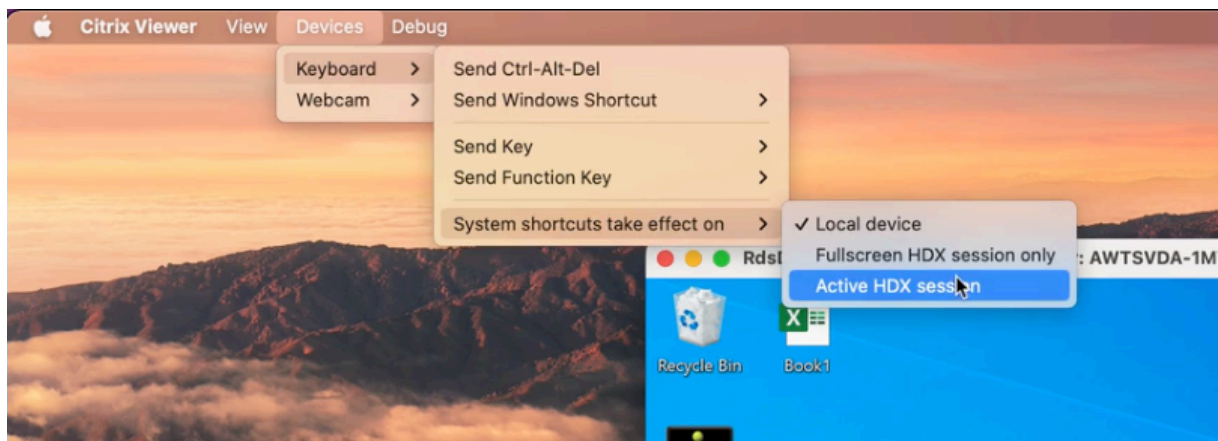 Citrix Viewer View Devices Debug
Keyboard
Webcam
Send Ctrl-Alt-Del
Send Windows Shortcut
Send Key
Send Function Key
System shortcuts take effect on
✓ Local device
Fullscreen HDX session only
Active HDX session
: AWTSVDA-1M
Recycle Bin
Book1